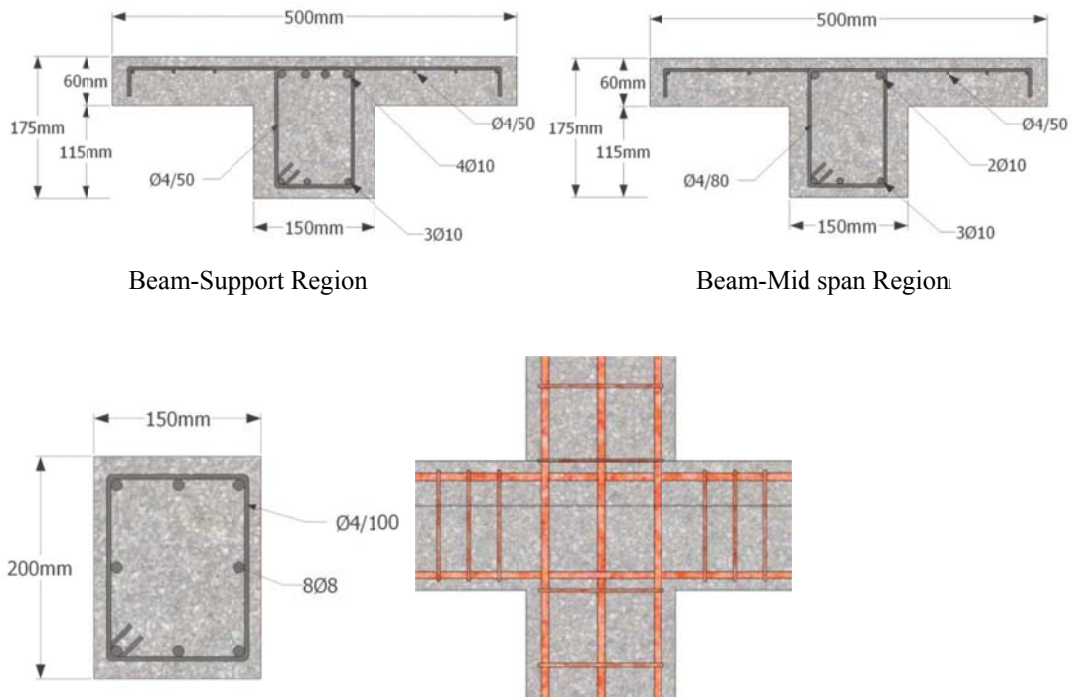 500mm
60mm
175mm
115mm
Ø4/50
Ø4/50
4Ø10
150mm
3Ø10
Beam-Support Region
500mm
60mm
175mm
115mm
Ø4/50
Ø4/80
2Ø10
150mm
3Ø10
Beam-Mid span Region
150mm
200mm
Ø4/100
8Ø8